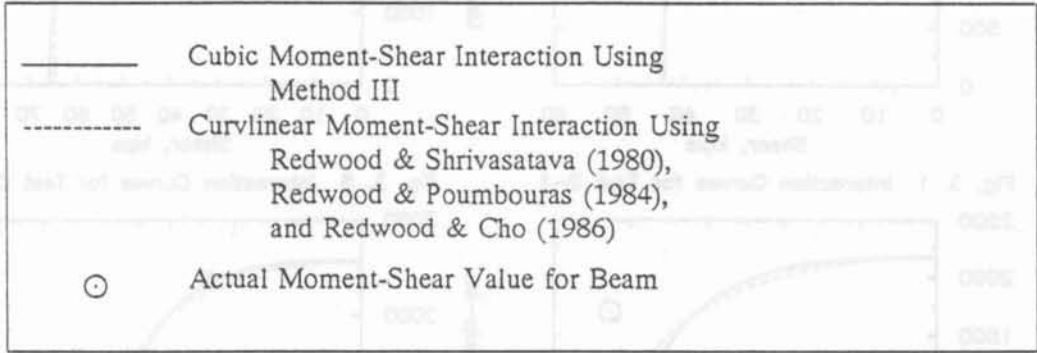 Cubic Moment-Shear Interaction Using
Method III
Curvlinear Moment-Shear Interaction Using
Redwood & Shrivasatava (1980),
Redwood & Poumbouras (1984),
and Redwood & Cho (1986)
Actual Moment-Shear Value for Beam